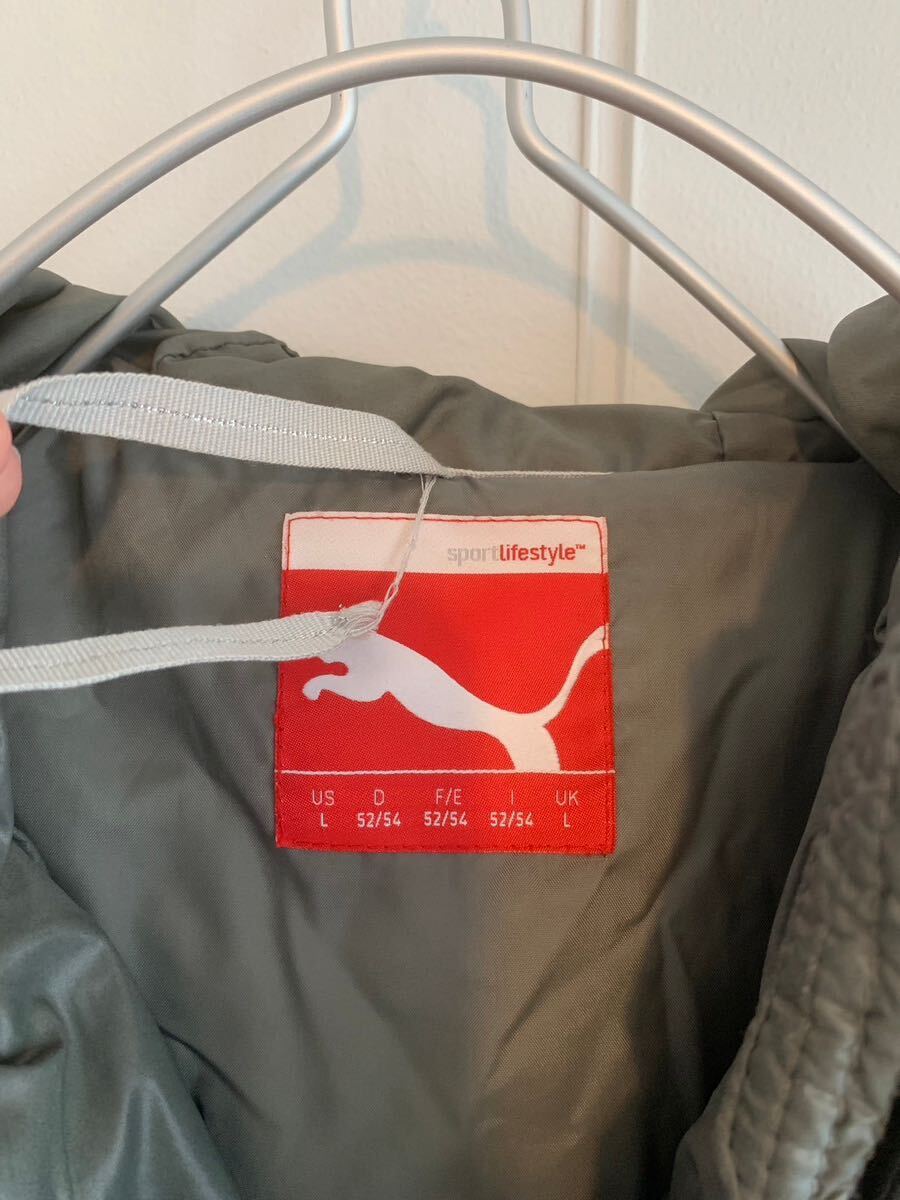 sportlifestyle™
US D F/E I UK
L 52/54 52/54 52/54 L